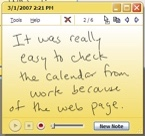 3/1/2007 2:21 PM
Tools Help 2/6
It was really
easy to check
the calendar from
work because
of the web page.
New Note